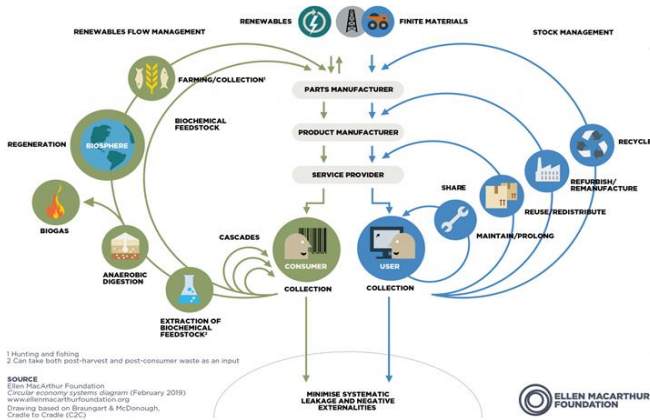 RENEWABLES
FINITE MATERIALS
RENEWABLES FLOW MANAGEMENT
STOCK MANAGEMENT
FARMING/COLLECTION¹
PARTS MANUFACTURER
BIOCHEMICAL
FEEDSTOCK
PRODUCT MANUFACTURER
REGENERATION
BIOSPHERE
RECYCLE
SERVICE PROVIDER
REFURBISH/
REMANUFACTURE
SHARE
BIOGAS
REUSE/REDISTRIBUTE
MAINTAIN/PROLONG
CASCADES
ANAEROBIC
DIGESTION
CONSUMER
USER
COLLECTION
COLLECTION
EXTRACTION OF
BIOCHEMICAL
FEEDSTOCK²
1 Hunting and fishing
2 Can take both post-harvest and post-consumer waste as an input
SOURCE
Ellen MacArthur Foundation
Circular economy systems diagram (February 2019)
www.ellenmacarthurfoundation.org
Drawing based on Braungart & McDonough,
Cradle to Cradle (C2C)
MINIMISE SYSTEMATIC
LEAKAGE AND NEGATIVE
EXTERNALITIES
ELLEN MACARTHUR
FOUNDATION